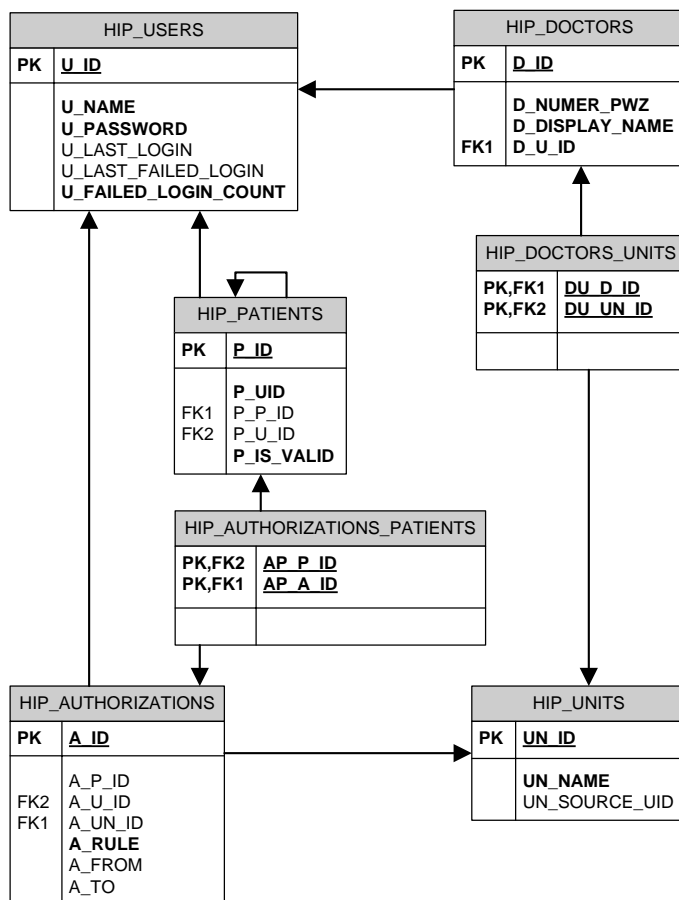 HIP_USERS
PK U_ID
U_NAME
U_PASSWORD
U_LAST_LOGIN
U_LAST_FAILED_LOGIN
U_FAILED_LOGIN_COUNT
HIP_DOCTORS
PK D_ID
D_NUMER_PWZ
D_DISPLAY_NAME
FK1 D_U_ID
HIP_DOCTORS_UNITS
PK,FK1 DU_D_ID
PK,FK2 DU_UN_ID
HIP_PATIENTS
PK P_ID
P_UID
FK1 P_P_ID
FK2 P_U_ID
P_IS_VALID
HIP_AUTHORIZATIONS_PATIENTS
PK,FK2 AP_P_ID
PK,FK1 AP_A_ID
HIP_AUTHORIZATIONS
PK A_ID
A_P_ID
FK2 A_U_ID
FK1 A_UN_ID
A_RULE
A_FROM
A_TO
HIP_UNITS
PK UN_ID
UN_NAME
UN_SOURCE_UID